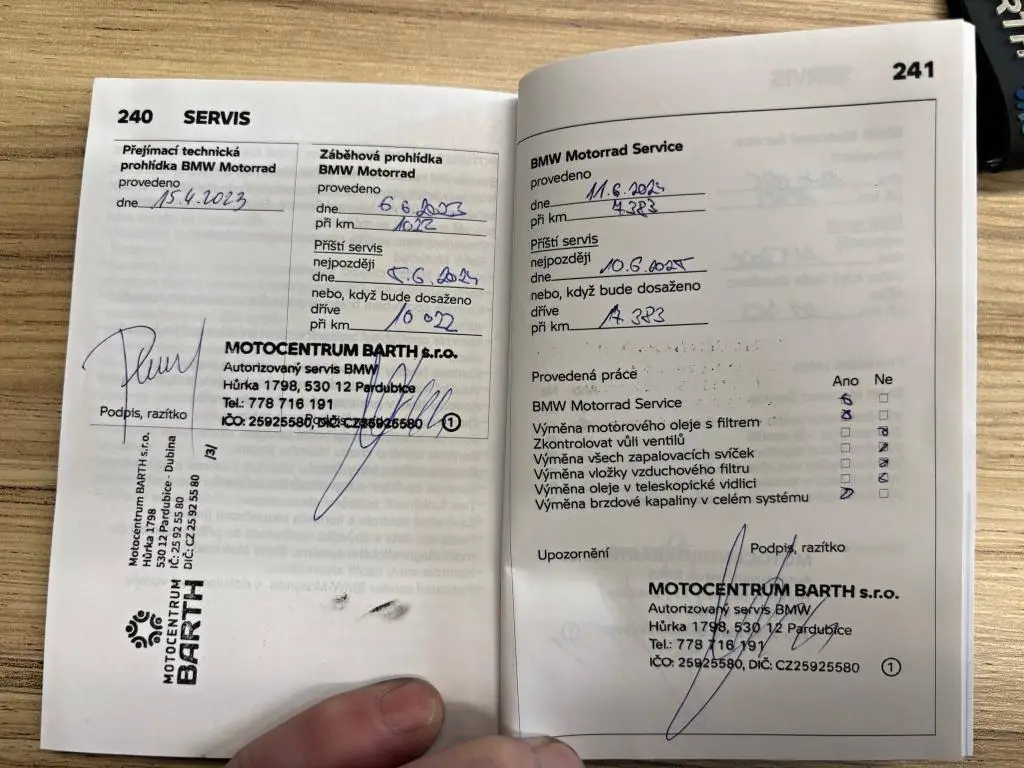 240 SERVIS
Přejímací technická
prohlídka BMW Motorrad
provedeno
dne 15.4.2023
Podpis, razítko
Záběhová prohlídka
BMW Motorrad
provedeno
dne 6.6.2023
při km 1022
Příští servis
nejpozději
dne 5.6.2024
nebo, když bude dosaženo
dříve
při km 10 022
MOTOCENTRUM BARTH s.r.o.
Autorizovaný servis BMW
Hůrka 1798, 530 12 Pardubice
Tel.: 778 716 191
IČO: 25925580, DIČ: CZ25925580 1
Motocentrum BARTH s.r.o.
Hůrka 1798
530 12 Pardubice - Dubina
IČ: 25 92 55 80
DIČ: CZ 25 92 55 80 /3/
MOTOCENTRUM
BARTH
241
BMW Motorrad Service
provedeno
dne 11.6.2024
při km 7383
Příští servis
nejpozději
dne 10.6.2025
nebo, když bude dosaženo
dříve
při km
Provedená práce Ano Ne
BMW Motorrad Service
Výměna motorového oleje s filtrem
Zkontrolovat vůli ventilů
Výměna všech zapalovacích svíček
Výměna vložky vzduchového filtru
Výměna oleje v teleskopické vidlici
Výměna brzdové kapaliny v celém systému
Upozornění
Podpis, razítko
MOTOCENTRUM BARTH s.r.o.
Autorizovaný servis BMW
Hůrka 1798, 530 12 Pardubice
Tel.: 778 716 191
IČO: 25925580, DIČ: CZ25925580 1